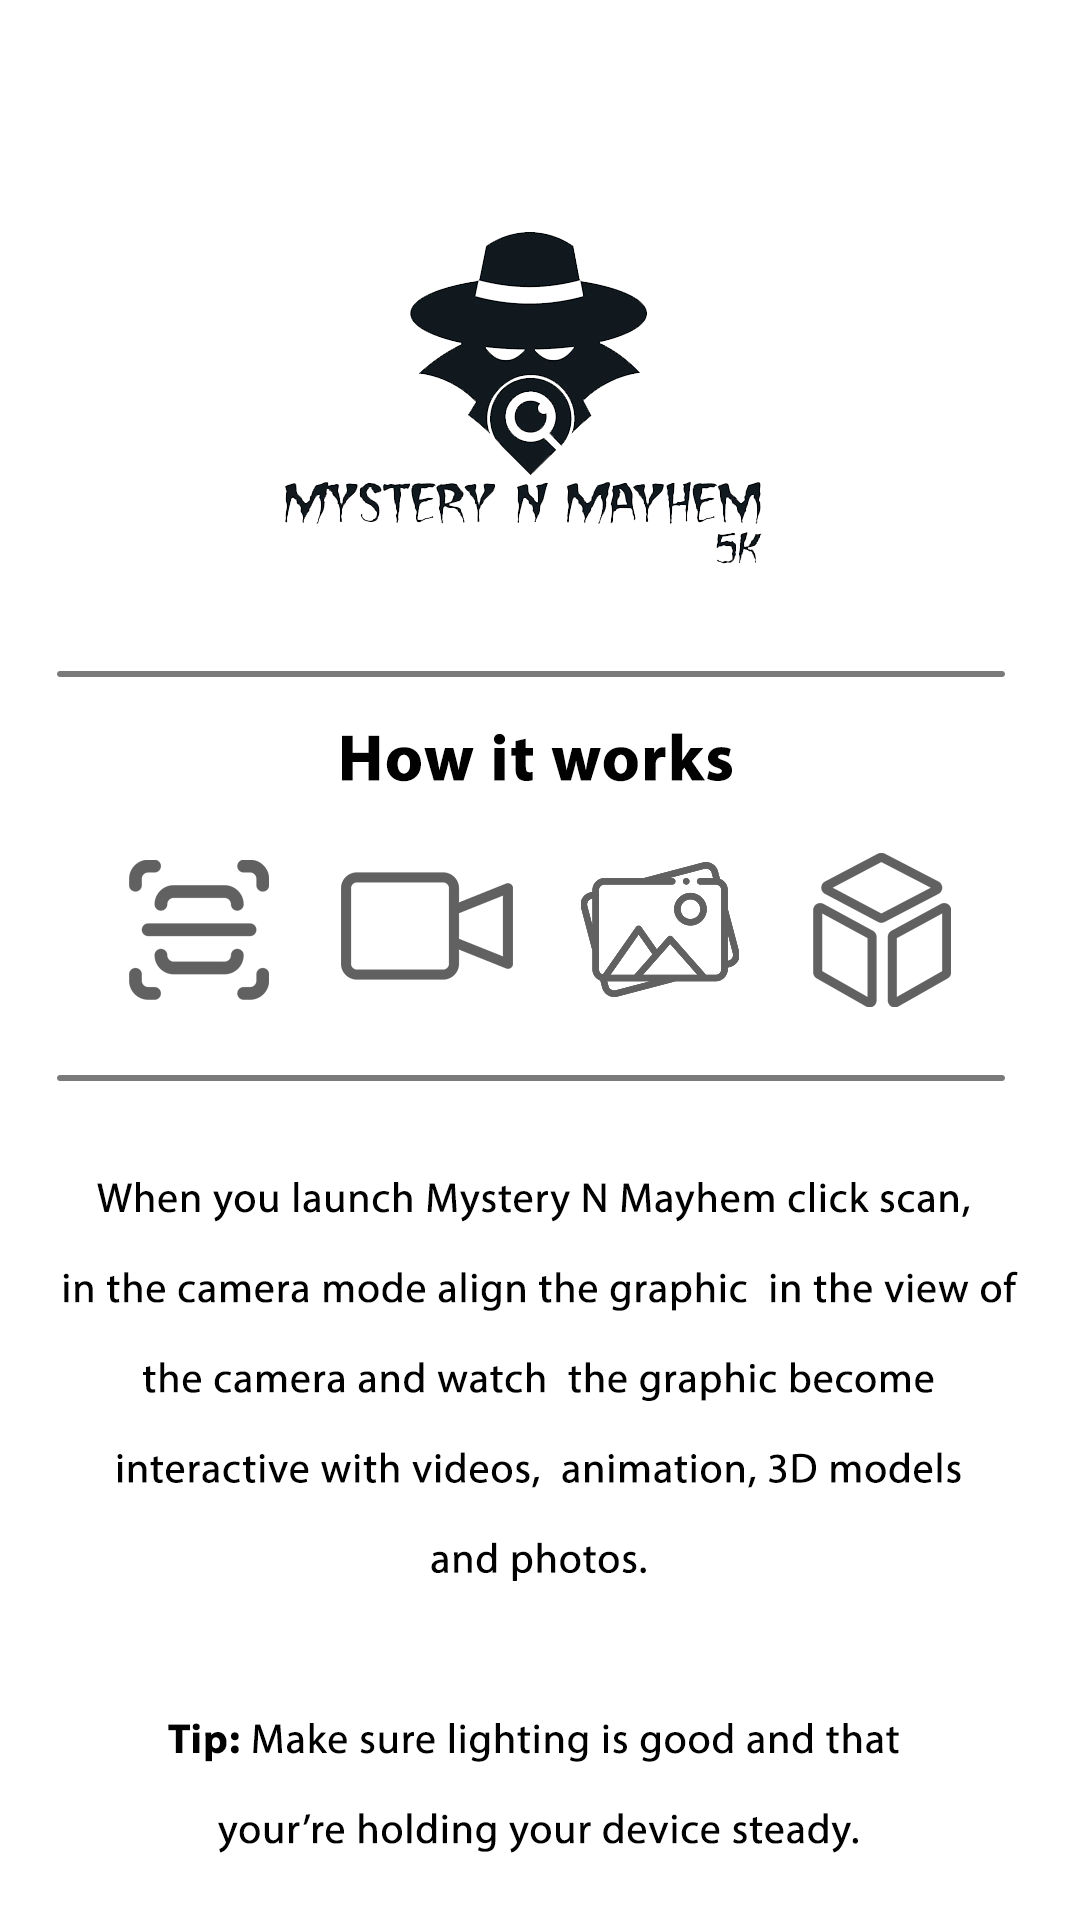 MYSTERY N MAYHEM
5K
How it works
When you launch Mystery N Mayhem click scan,
in the camera mode align the graphic  in the view of
the camera and watch  the graphic become
interactive with videos,  animation, 3D models
and photos.
Tip: Make sure lighting is good and that
your’re holding your device steady.